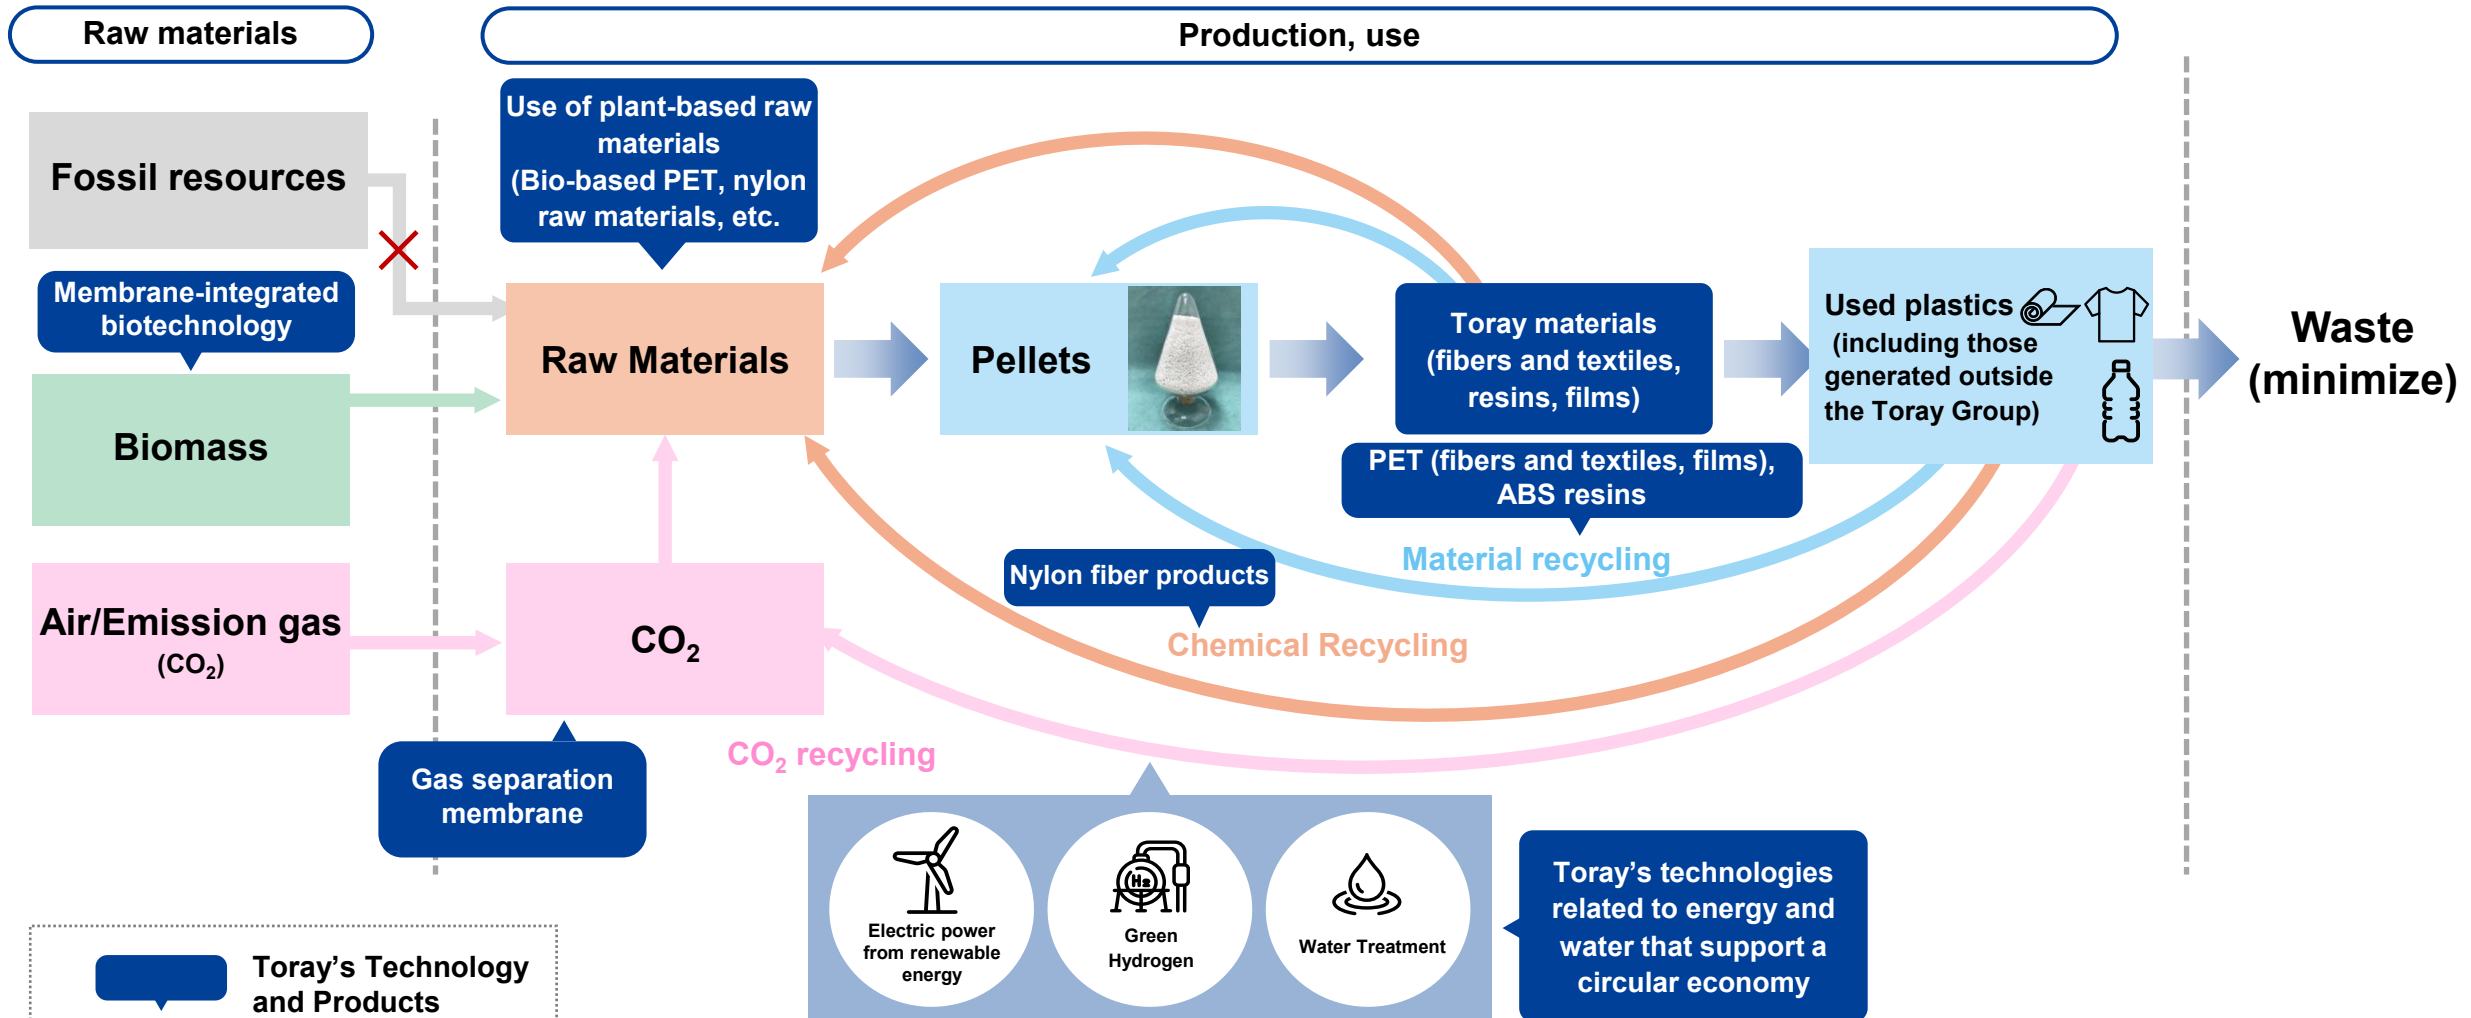 Raw materials
Production, use
Fossil resources
Use of plant-based raw
materials
(Bio-based PET, nylon
raw materials, etc.
Membrane-integrated
biotechnology
Biomass
Air/Emission gas
(CO₂)
Raw Materials
Pellets
Toray materials
(fibers and textiles,
resins, films)
PET (fibers and textiles, films),
ABS resins
Used plastics
(including those
generated outside
the Toray Group)
Waste
(minimize)
Material recycling
Nylon fiber products
Chemical Recycling
CO₂
CO₂ recycling
Gas separation
membrane
Electric power
from renewable
energy
H₂
Green
Hydrogen
Water Treatment
Toray’s technologies
related to energy and
water that support a
circular economy
Toray’s Technology
and Products